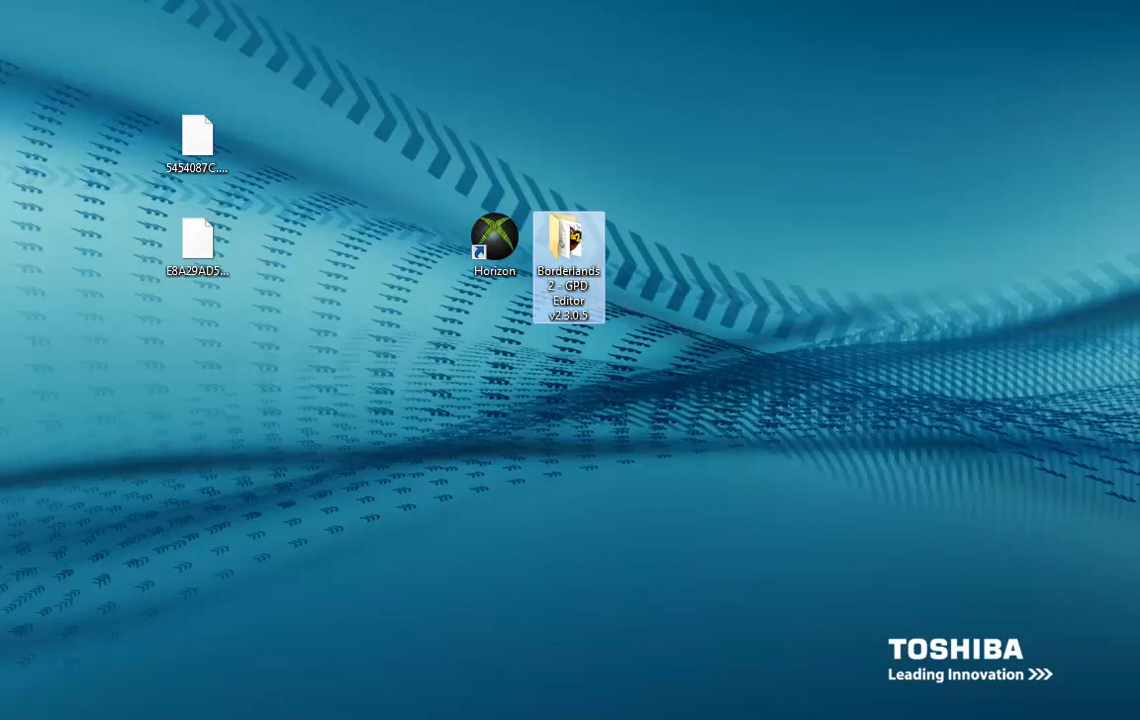 5454087C....
E8A29AD5...
Horizon
Borderlands
2 - GPD
Editor
v2.3.0.5
TOSHIBA
Leading Innovation >>>